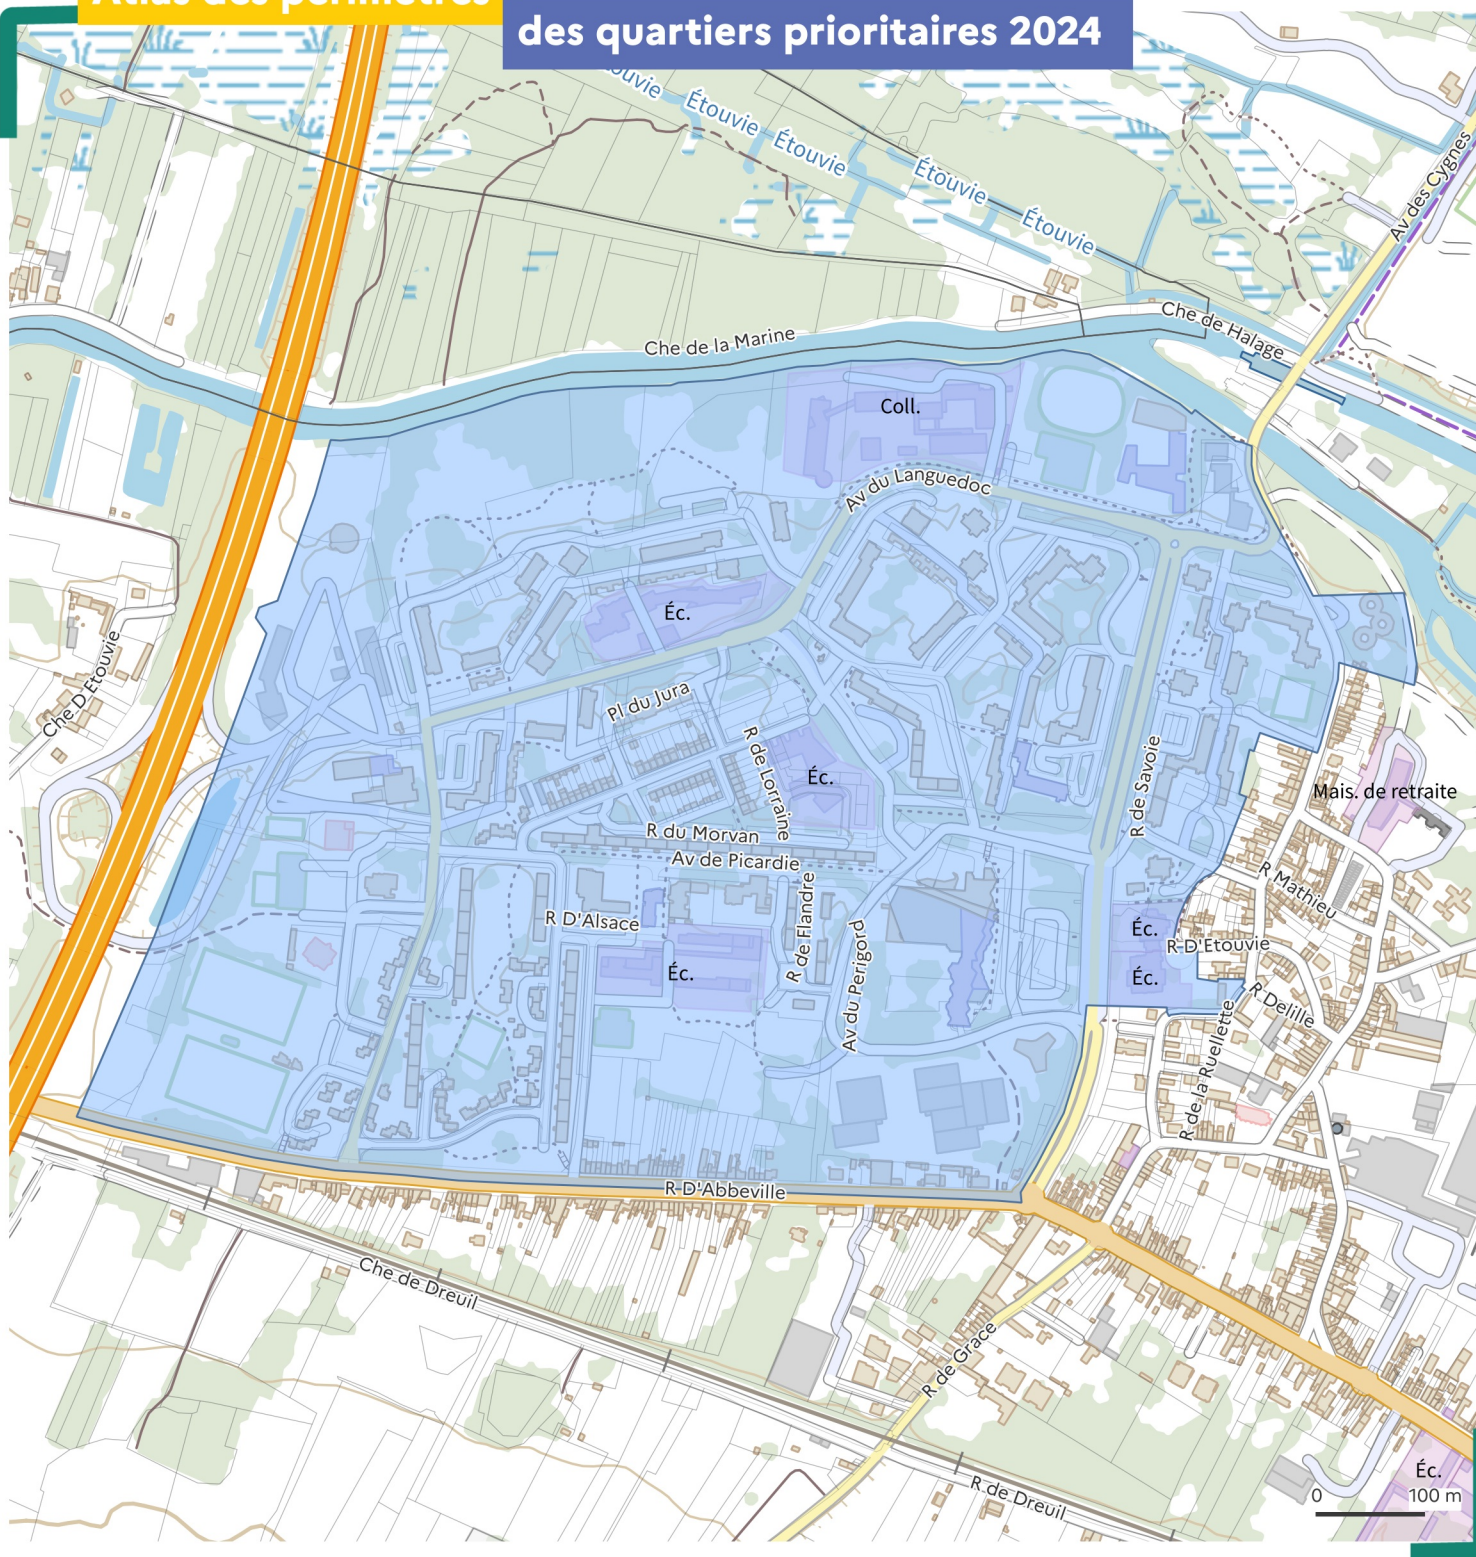 Atlas des périmètres
des quartiers prioritaires 2024
Étouvie
Étouvie
Étouvie
Étouvie
Av des Cygnes
Che de la Marine
Che de Halage
Coll.
Av du Languedoc
Éc.
Che D Etouvie
Pl du Jura
R de Lorraine
Éc.
R de Savoie
Mais. de retraite
R du Morvan
Av de Picardie
R Mathieu
R D'Alsace
R de Flandre
Av du Perigord
Éc.
R D'Etouvie
Éc.
Éc.
R Delille
R de la Ruellette
R D'Abbeville
Che de Dreuil
R de Grace
R de Dreuil
Éc.
0 100 m